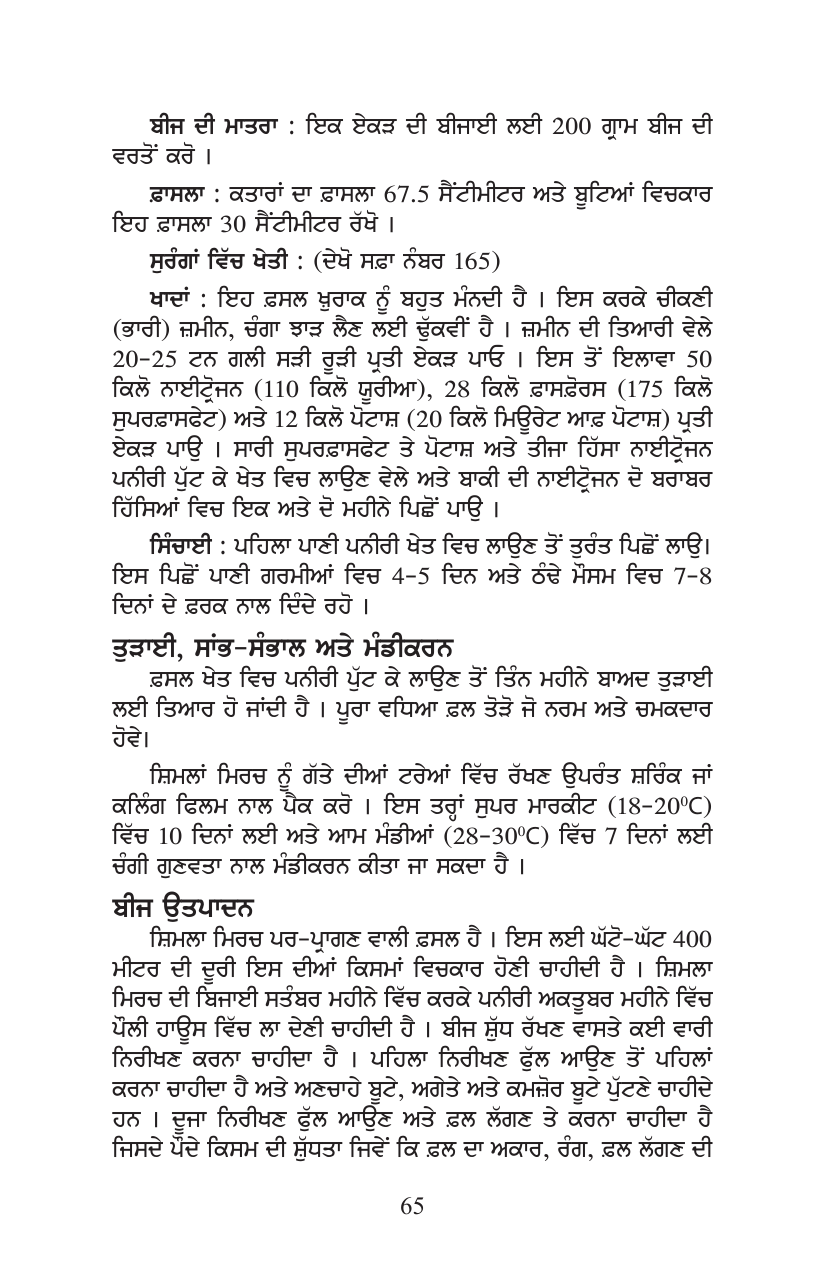 ਬੀਜ ਦੀ ਮਾਤਰਾ : ਇਕ ਏਕੜ ਦੀ ਬੀਜਾਈ ਲਈ 200 ਗ੍ਰਾਮ ਬੀਜ ਦੀ
ਵਰਤੋਂ ਕਰੋ ।
ਫ਼ਾਸਲਾ : ਕਤਾਰਾਂ ਦਾ ਫ਼ਾਸਲਾ 67.5 ਸੈਂਟੀਮੀਟਰ ਅਤੇ ਬੂਟਿਆਂ ਵਿਚਕਾਰ
ਇਹ ਫ਼ਾਸਲਾ 30 ਸੈਂਟੀਮੀਟਰ ਰੱਖੋ ।
ਸੁਰੰਗਾਂ ਵਿੱਚ ਖੇਤੀ : (ਦੇਖੋ ਸਫ਼ਾ ਨੰਬਰ 165)
ਖਾਦਾਂ : ਇਹ ਫ਼ਸਲ ਖ਼ੁਰਾਕ ਨੂੰ ਬਹੁਤ ਮੰਨਦੀ ਹੈ । ਇਸ ਕਰਕੇ ਚੀਕਣੀ
(ਭਾਰੀ) ਜ਼ਮੀਨ, ਚੰਗਾ ਝਾੜ ਲੈਣ ਲਈ ਢੁੱਕਵੀਂ ਹੈ । ਜ਼ਮੀਨ ਦੀ ਤਿਆਰੀ ਵੇਲੇ
20-25 ਟਨ ਗਲੀ ਸੜੀ ਰੂੜੀ ਪ੍ਰਤੀ ਏਕੜ ਪਾਓ । ਇਸ ਤੋਂ ਇਲਾਵਾ 50
ਕਿਲੋ ਨਾਈਟ੍ਰੋਜਨ (110 ਕਿਲੋ ਯੂਰੀਆ), 28 ਕਿਲੋ ਫ਼ਾਸਫ਼ੋਰਸ (175 ਕਿਲੋ
ਸੁਪਰਫ਼ਾਸਫੇਟ) ਅਤੇ 12 ਕਿਲੋ ਪੋਟਾਸ਼ (20 ਕਿਲੋ ਮਿਊਰੇਟ ਆਫ਼ ਪੋਟਾਸ਼) ਪ੍ਰਤੀ
ਏਕੜ ਪਾਉ । ਸਾਰੀ ਸੁਪਰਫ਼ਾਸਫੇਟ ਤੇ ਪੋਟਾਸ਼ ਅਤੇ ਤੀਜਾ ਹਿੱਸਾ ਨਾਈਟ੍ਰੋਜਨ
ਪਨੀਰੀ ਪੁੱਟ ਕੇ ਖੇਤ ਵਿਚ ਲਾਉਣ ਵੇਲੇ ਅਤੇ ਬਾਕੀ ਦੀ ਨਾਈਟ੍ਰੋਜਨ ਦੋ ਬਰਾਬਰ
ਹਿੱਸਿਆਂ ਵਿਚ ਇਕ ਅਤੇ ਦੋ ਮਹੀਨੇ ਪਿਛੋਂ ਪਾਉ ।
ਸਿੰਚਾਈ : ਪਹਿਲਾ ਪਾਣੀ ਪਨੀਰੀ ਖੇਤ ਵਿਚ ਲਾਉਣ ਤੋਂ ਤੁਰੰਤ ਪਿਛੋਂ ਲਾਉ।
ਇਸ ਪਿਛੋਂ ਪਾਣੀ ਗਰਮੀਆਂ ਵਿਚ 4-5 ਦਿਨ ਅਤੇ ਠੰਢੇ ਮੌਸਮ ਵਿਚ 7-8
ਦਿਨਾਂ ਦੇ ਫ਼ਰਕ ਨਾਲ ਦਿੰਦੇ ਰਹੋ ।
ਤੁੜਾਈ, ਸਾਂਭ-ਸੰਭਾਲ ਅਤੇ ਮੰਡੀਕਰਨ
ਫ਼ਸਲ ਖੇਤ ਵਿਚ ਪਨੀਰੀ ਪੁੱਟ ਕੇ ਲਾਉਣ ਤੋਂ ਤਿੰਨ ਮਹੀਨੇ ਬਾਅਦ ਤੁੜਾਈ
ਲਈ ਤਿਆਰ ਹੋ ਜਾਂਦੀ ਹੈ । ਪੂਰਾ ਵਧਿਆ ਫ਼ਲ ਤੋੜੋ ਜੋ ਨਰਮ ਅਤੇ ਚਮਕਦਾਰ
ਹੋਵੇ।
ਸ਼ਿਮਲਾਂ ਮਿਰਚ ਨੂੰ ਗੱਤੇ ਦੀਆਂ ਟਰੇਆਂ ਵਿੱਚ ਰੱਖਣ ਉਪਰੰਤ ਸ਼ਰਿੰਕ ਜਾਂ
ਕਲਿੰਗ ਫਿਲਮ ਨਾਲ ਪੈਕ ਕਰੋ । ਇਸ ਤਰ੍ਹਾਂ ਸੁਪਰ ਮਾਰਕੀਟ (18-20⁰C)
ਵਿੱਚ 10 ਦਿਨਾਂ ਲਈ ਅਤੇ ਆਮ ਮੰਡੀਆਂ (28-30⁰C) ਵਿੱਚ 7 ਦਿਨਾਂ ਲਈ
ਚੰਗੀ ਗੁਣਵਤਾ ਨਾਲ ਮੰਡੀਕਰਨ ਕੀਤਾ ਜਾ ਸਕਦਾ ਹੈ ।
ਬੀਜ ਉਤਪਾਦਨ
ਸ਼ਿਮਲਾ ਮਿਰਚ ਪਰ-ਪ੍ਰਾਗਣ ਵਾਲੀ ਫ਼ਸਲ ਹੈ । ਇਸ ਲਈ ਘੱਟੋ-ਘੱਟ 400
ਮੀਟਰ ਦੀ ਦੂਰੀ ਇਸ ਦੀਆਂ ਕਿਸਮਾਂ ਵਿਚਕਾਰ ਹੋਣੀ ਚਾਹੀਦੀ ਹੈ । ਸ਼ਿਮਲਾ
ਮਿਰਚ ਦੀ ਬਿਜਾਈ ਸਤੰਬਰ ਮਹੀਨੇ ਵਿੱਚ ਕਰਕੇ ਪਨੀਰੀ ਅਕਤੂਬਰ ਮਹੀਨੇ ਵਿੱਚ
ਪੌਲੀ ਹਾਊਸ ਵਿੱਚ ਲਾ ਦੇਣੀ ਚਾਹੀਦੀ ਹੈ । ਬੀਜ ਸ਼ੁੱਧ ਰੱਖਣ ਵਾਸਤੇ ਕਈ ਵਾਰੀ
ਨਿਰੀਖਣ ਕਰਨਾ ਚਾਹੀਦਾ ਹੈ । ਪਹਿਲਾ ਨਿਰੀਖਣ ਫੁੱਲ ਆਉਣ ਤੋਂ ਪਹਿਲਾਂ
ਕਰਨਾ ਚਾਹੀਦਾ ਹੈ ਅਤੇ ਅਣਚਾਹੇ ਬੂਟੇ, ਅਗੇਤੇ ਅਤੇ ਕਮਜ਼ੋਰ ਬੂਟੇ ਪੁੱਟਣੇ ਚਾਹੀਦੇ
ਹਨ । ਦੂਜਾ ਨਿਰੀਖਣ ਫੁੱਲ ਆਉਣ ਅਤੇ ਫ਼ਲ ਲੱਗਣ ਤੇ ਕਰਨਾ ਚਾਹੀਦਾ ਹੈ
ਜਿਸਦੇ ਪੌਦੇ ਕਿਸਮ ਦੀ ਸ਼ੁੱਧਤਾ ਜਿਵੇਂ ਕਿ ਫ਼ਲ ਦਾ ਅਕਾਰ, ਰੰਗ, ਫ਼ਲ ਲੱਗਣ ਦੀ
65